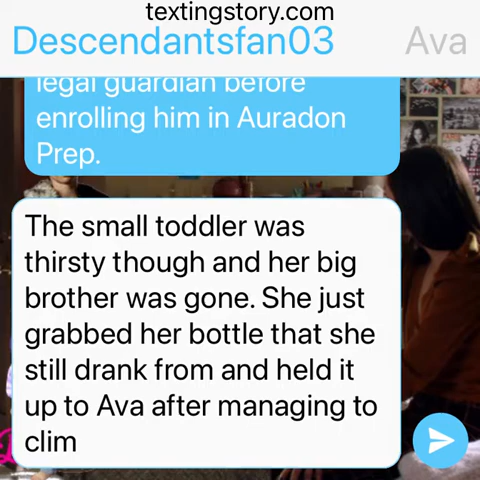 textingstory.com
Descendantsfan03 Ava
legal guardian before
enrolling him in Auradon
Prep.
The small toddler was
thirsty though and her big
brother was gone. She just
grabbed her bottle that she
still drank from and held it
up to Ava after managing to
clim